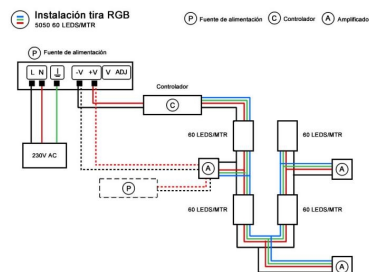 Instalación tira RGB
5050 60 LEDS/MTR
P Fuente de alimentación C Controlador A Amplificado
P Fuente de alimentación
L N -V +V V ADJ
Controlador
C
230V AC
60 LEDS/MTR 60 LEDS/MTR
A A
P
60 LEDS/MTR 60 LEDS/MTR
A